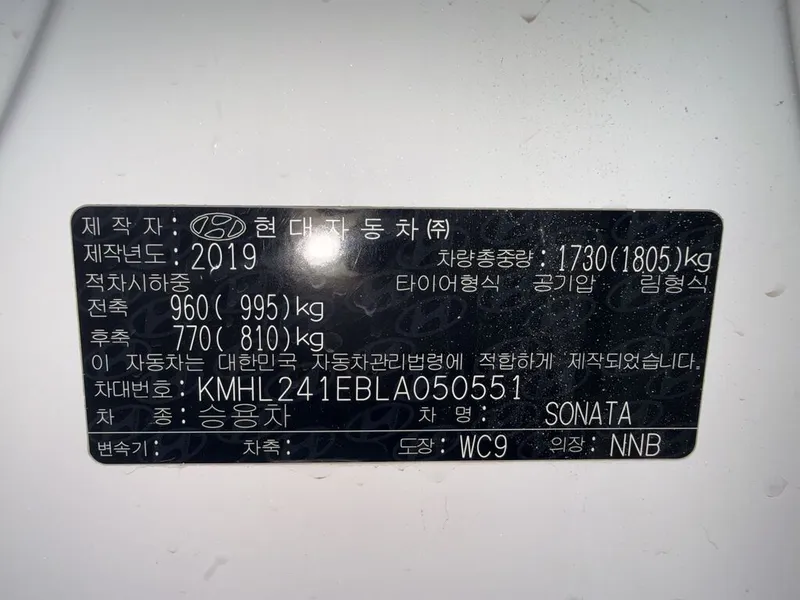 제 작 자 : 현 대 자 동 차 ㈜
제작년도 : 2019 차량총중량 : 1730(1805)kg
적차시하중 타이어형식 공기압 림형식
전축 960( 995)kg
후축 770( 810)kg
이 자동차는 대한민국 자동차관리법령에 적합하게 제작되었습니다.
차대번호 : KMHL241EBLA050551
차 종 : 승용차 차 명 : SONATA
변속기 : 차축 : 도장 : WC9 의장 : NNB